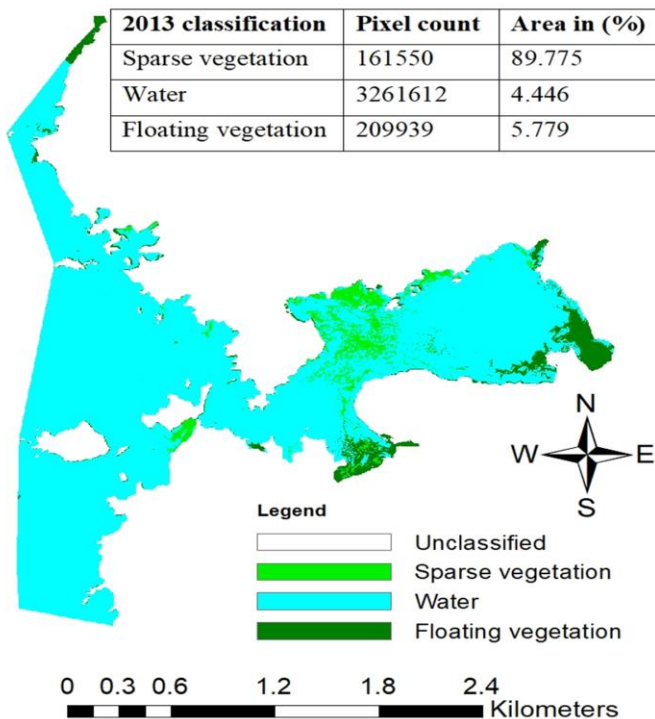 2013 classification Pixel count Area in (%)
Sparse vegetation 161550 89.775
Water 3261612 4.446
Floating vegetation 209939 5.779
N
W E
S
Legend
Unclassified
Sparse vegetation
Water
Floating vegetation
0 0.3 0.6 1.2 1.8 2.4
Kilometers